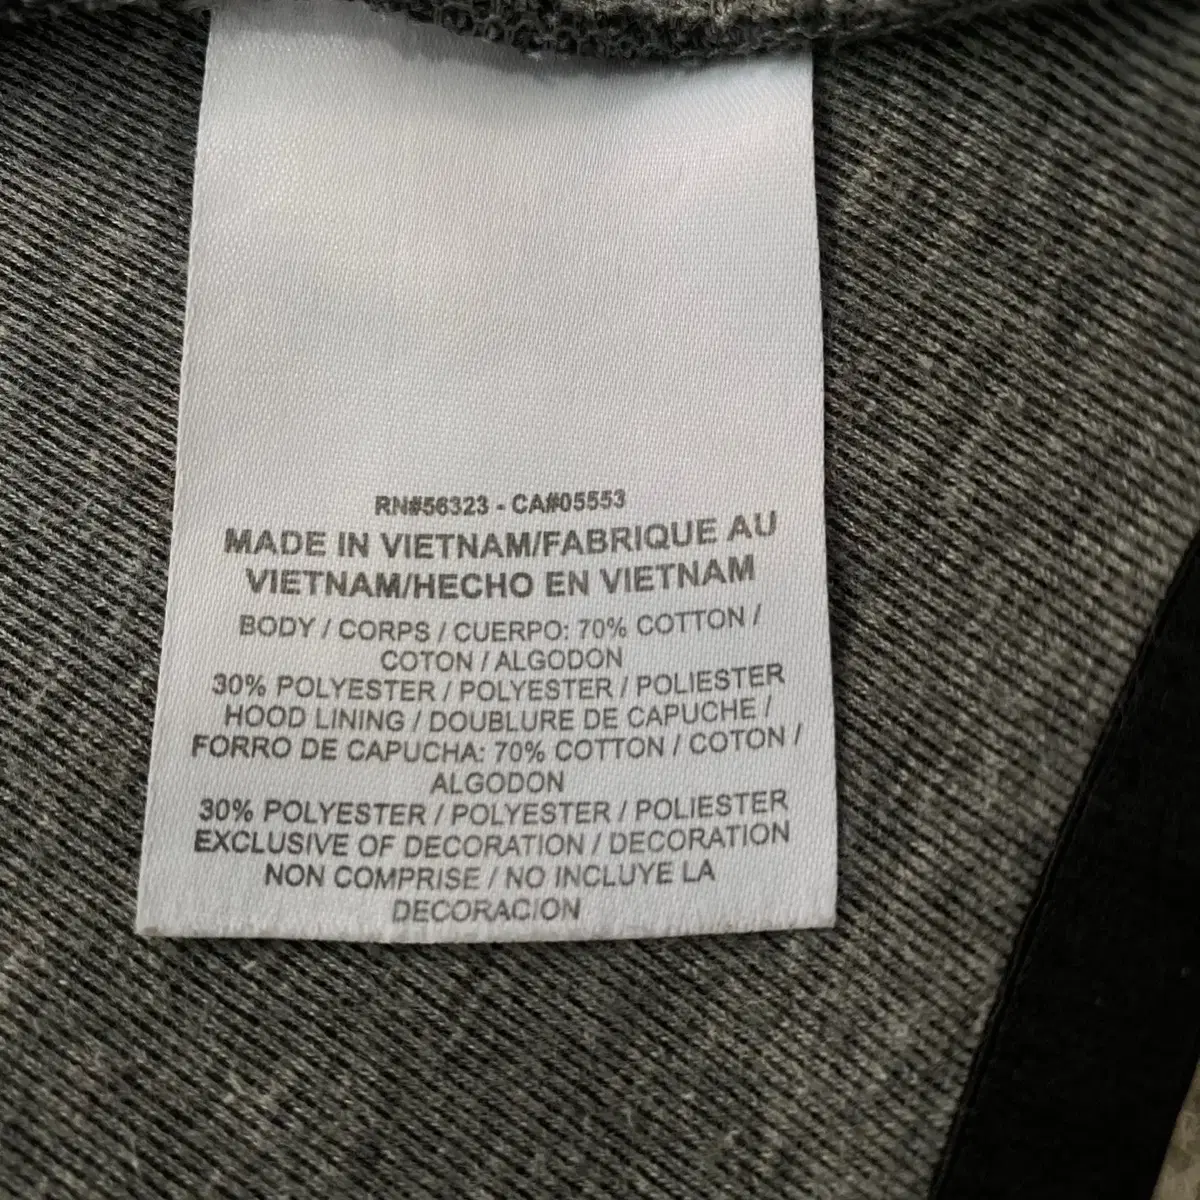 RN#56323 - CA#05553
MADE IN VIETNAM/FABRIQUE AU
VIETNAM/HECHO EN VIETNAM
BODY / CORPS / CUERPO: 70% COTTON /
COTON / ALGODON
30% POLYESTER / POLYESTER / POLIESTER
HOOD LINING / DOUBLURE DE CAPUCHE /
FORRO DE CAPUCHA: 70% COTTON / COTON /
ALGODON
30% POLYESTER / POLYESTER / POLIESTER
EXCLUSIVE OF DECORATION / DECORATION
NON COMPRISE / NO INCLUYE LA
DECORACION